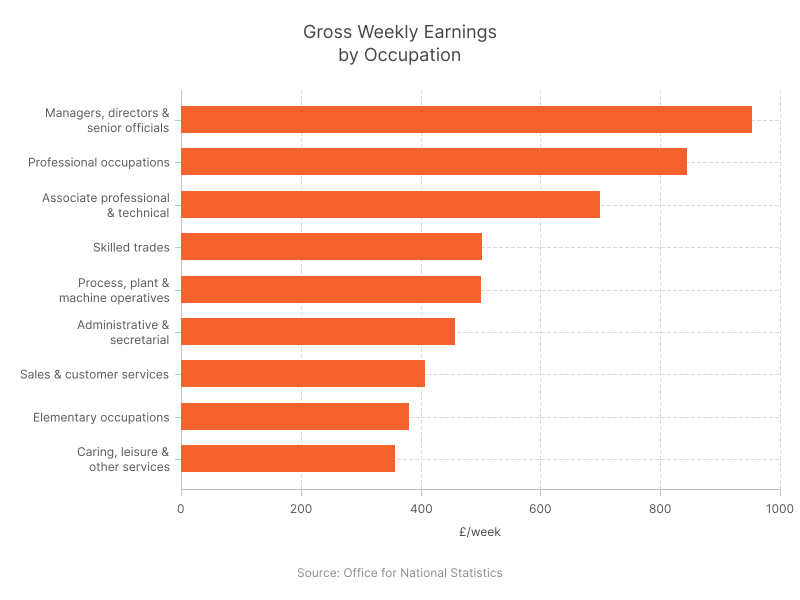 Gross Weekly Earnings
by Occupation
Managers, directors &
senior officials
Professional occupations
Associate professional
& technical
Skilled trades
Process, plant &
machine operatives
Administrative &
secretarial
Sales & customer services
Elementary occupations
Caring, leisure &
other services
0 200 400 600 800 1000
£/week
Source: Office for National Statistics